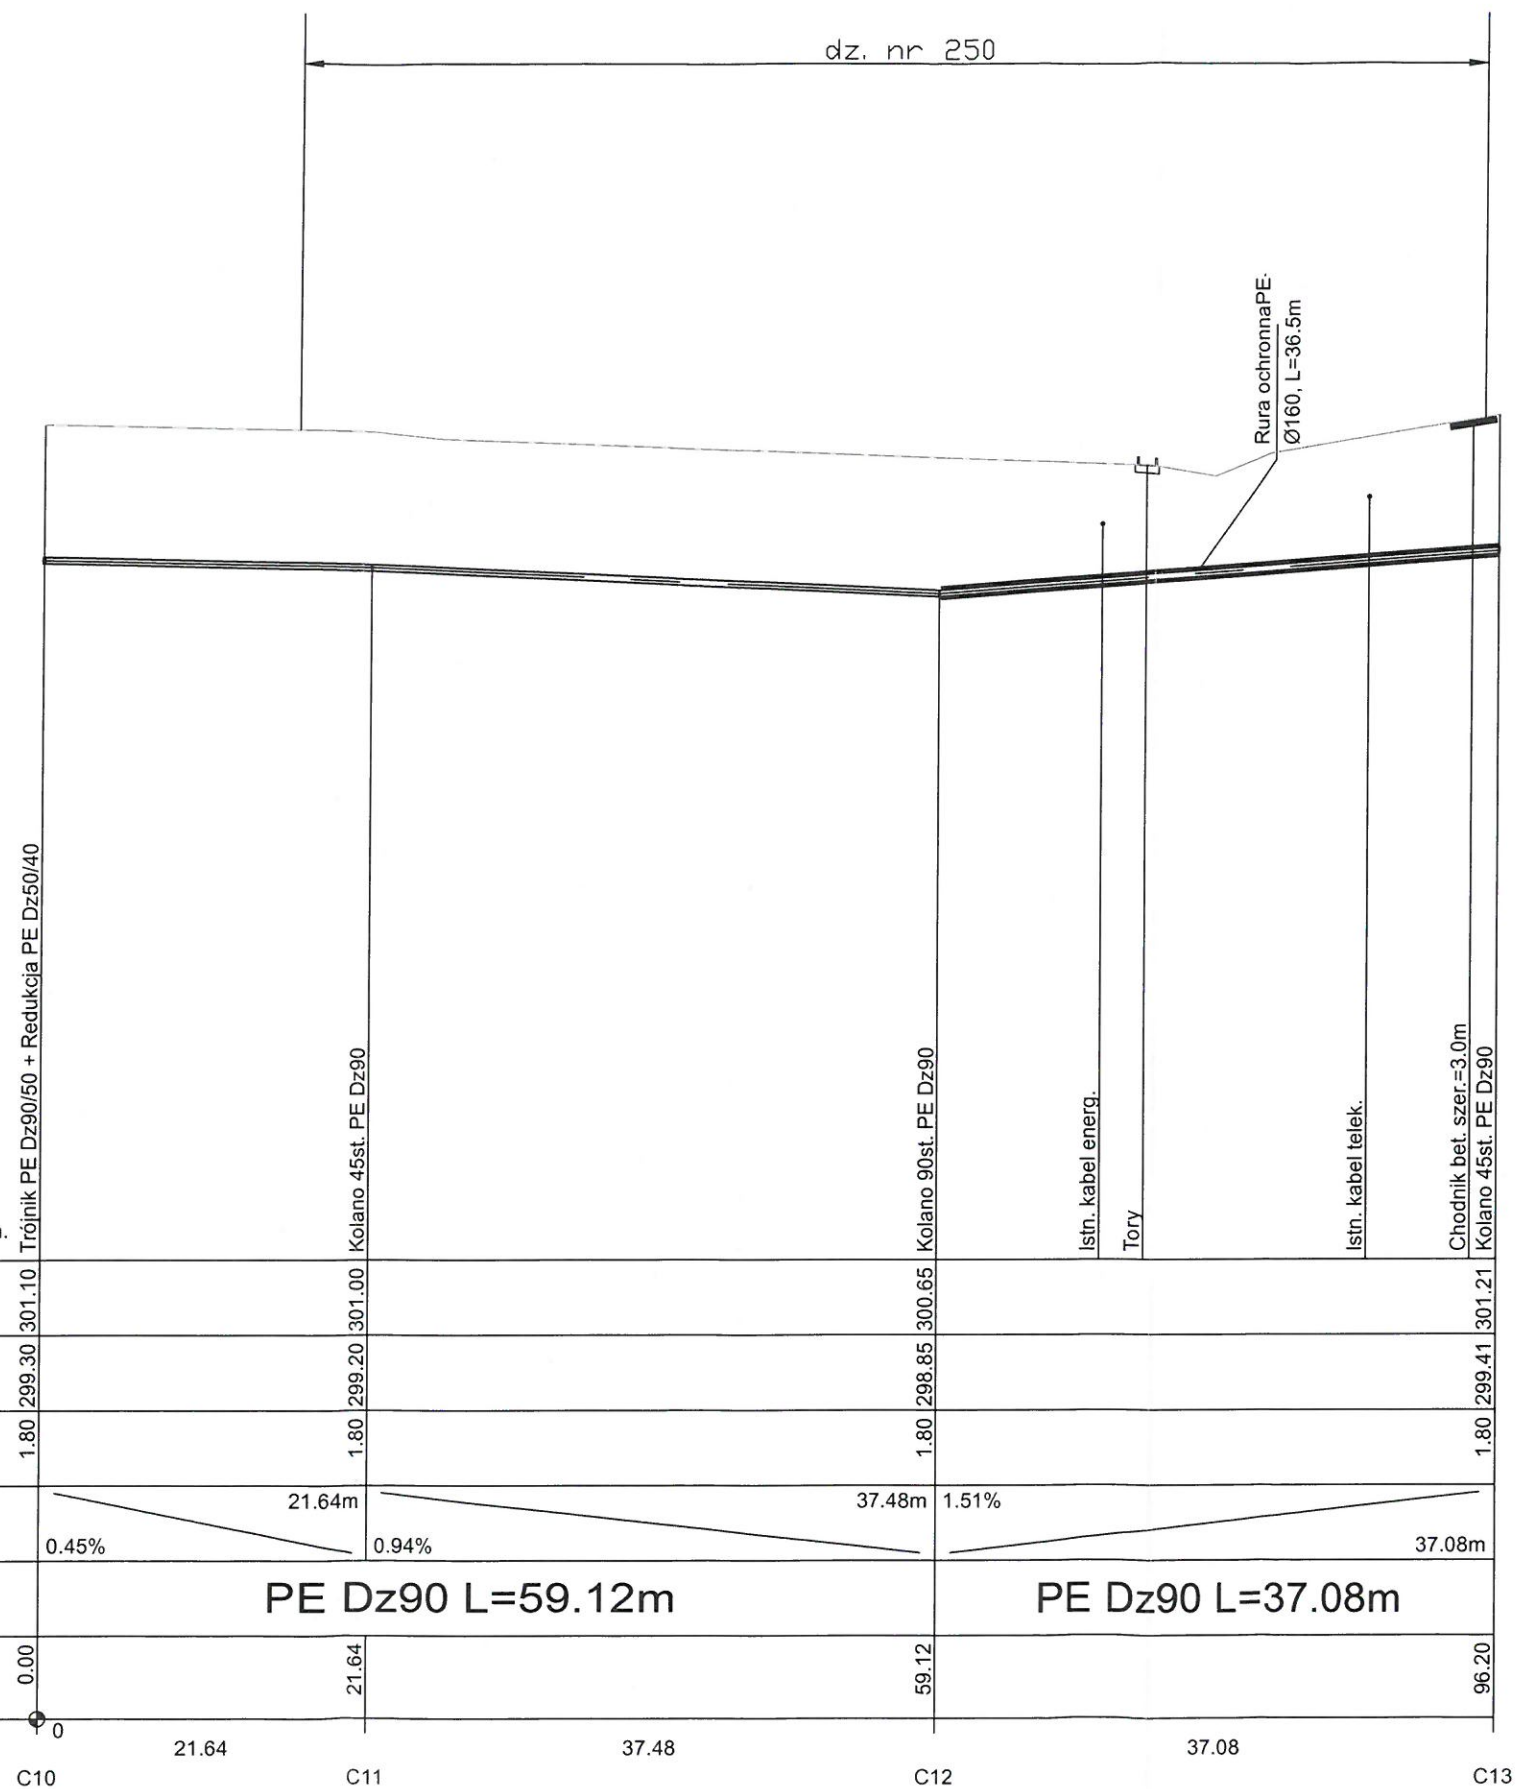 dz. nr 250
Rura ochronnaPE
Ø160, L=36.5m
Trójnik PE Dz90/50 + Redukcja PE Dz50/40
Kolano 45st. PE Dz90
Kolano 90st. PE Dz90
Istn. kabel energ.
Tory
Istn. kabel telek.
Chodnik bet. szer.=3.0m
Kolano 45st. PE Dz90
301.10 301.00 300.65 301.21
299.30 299.20 298.85 299.41
1.80 1.80 1.80 1.80
21.64m 37.48m 1.51%
0.45% 0.94% 37.08m
PE Dz90 L=59.12m PE Dz90 L=37.08m
0.00 21.64 59.12 96.20
0
21.64 37.48 37.08
C10 C11 C12 C13